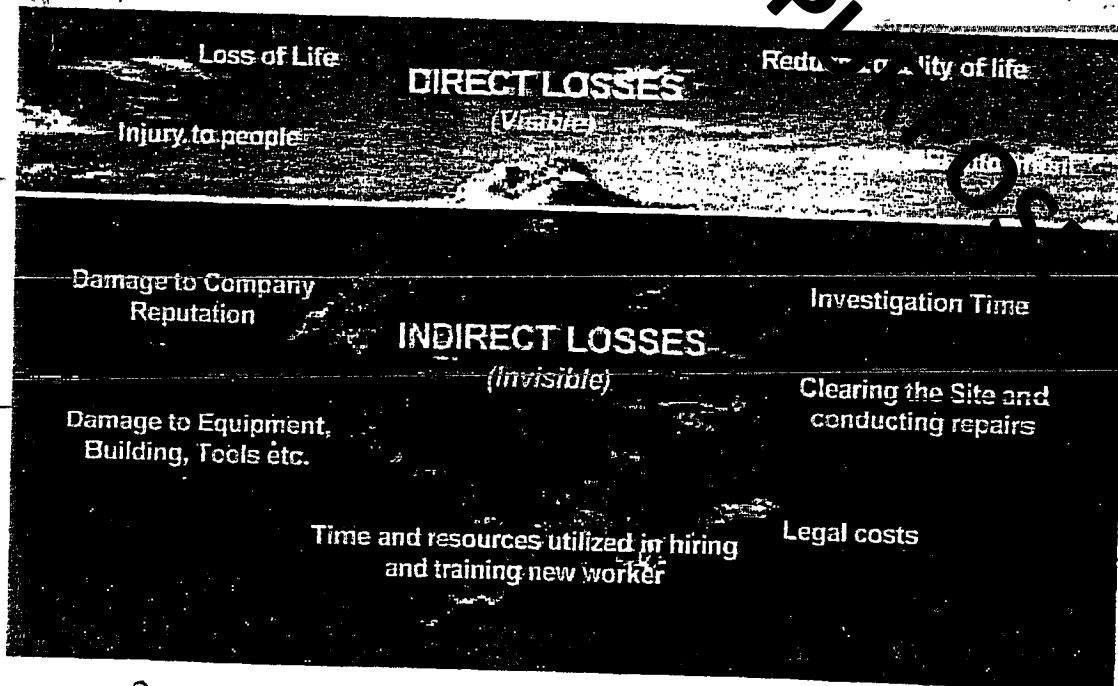 Loss of Life
DIRECT LOSSES
(Visible)
of life
Injury to people
Damage to Company
Reputation
INDIRECT LOSSES
(Invisible)
Investigation Time
Damage to Equipment,
Building, Tools etc.
Clearing the Site and
conducting repairs
Time and resources utilized in hiring
and training new worker
Legal costs